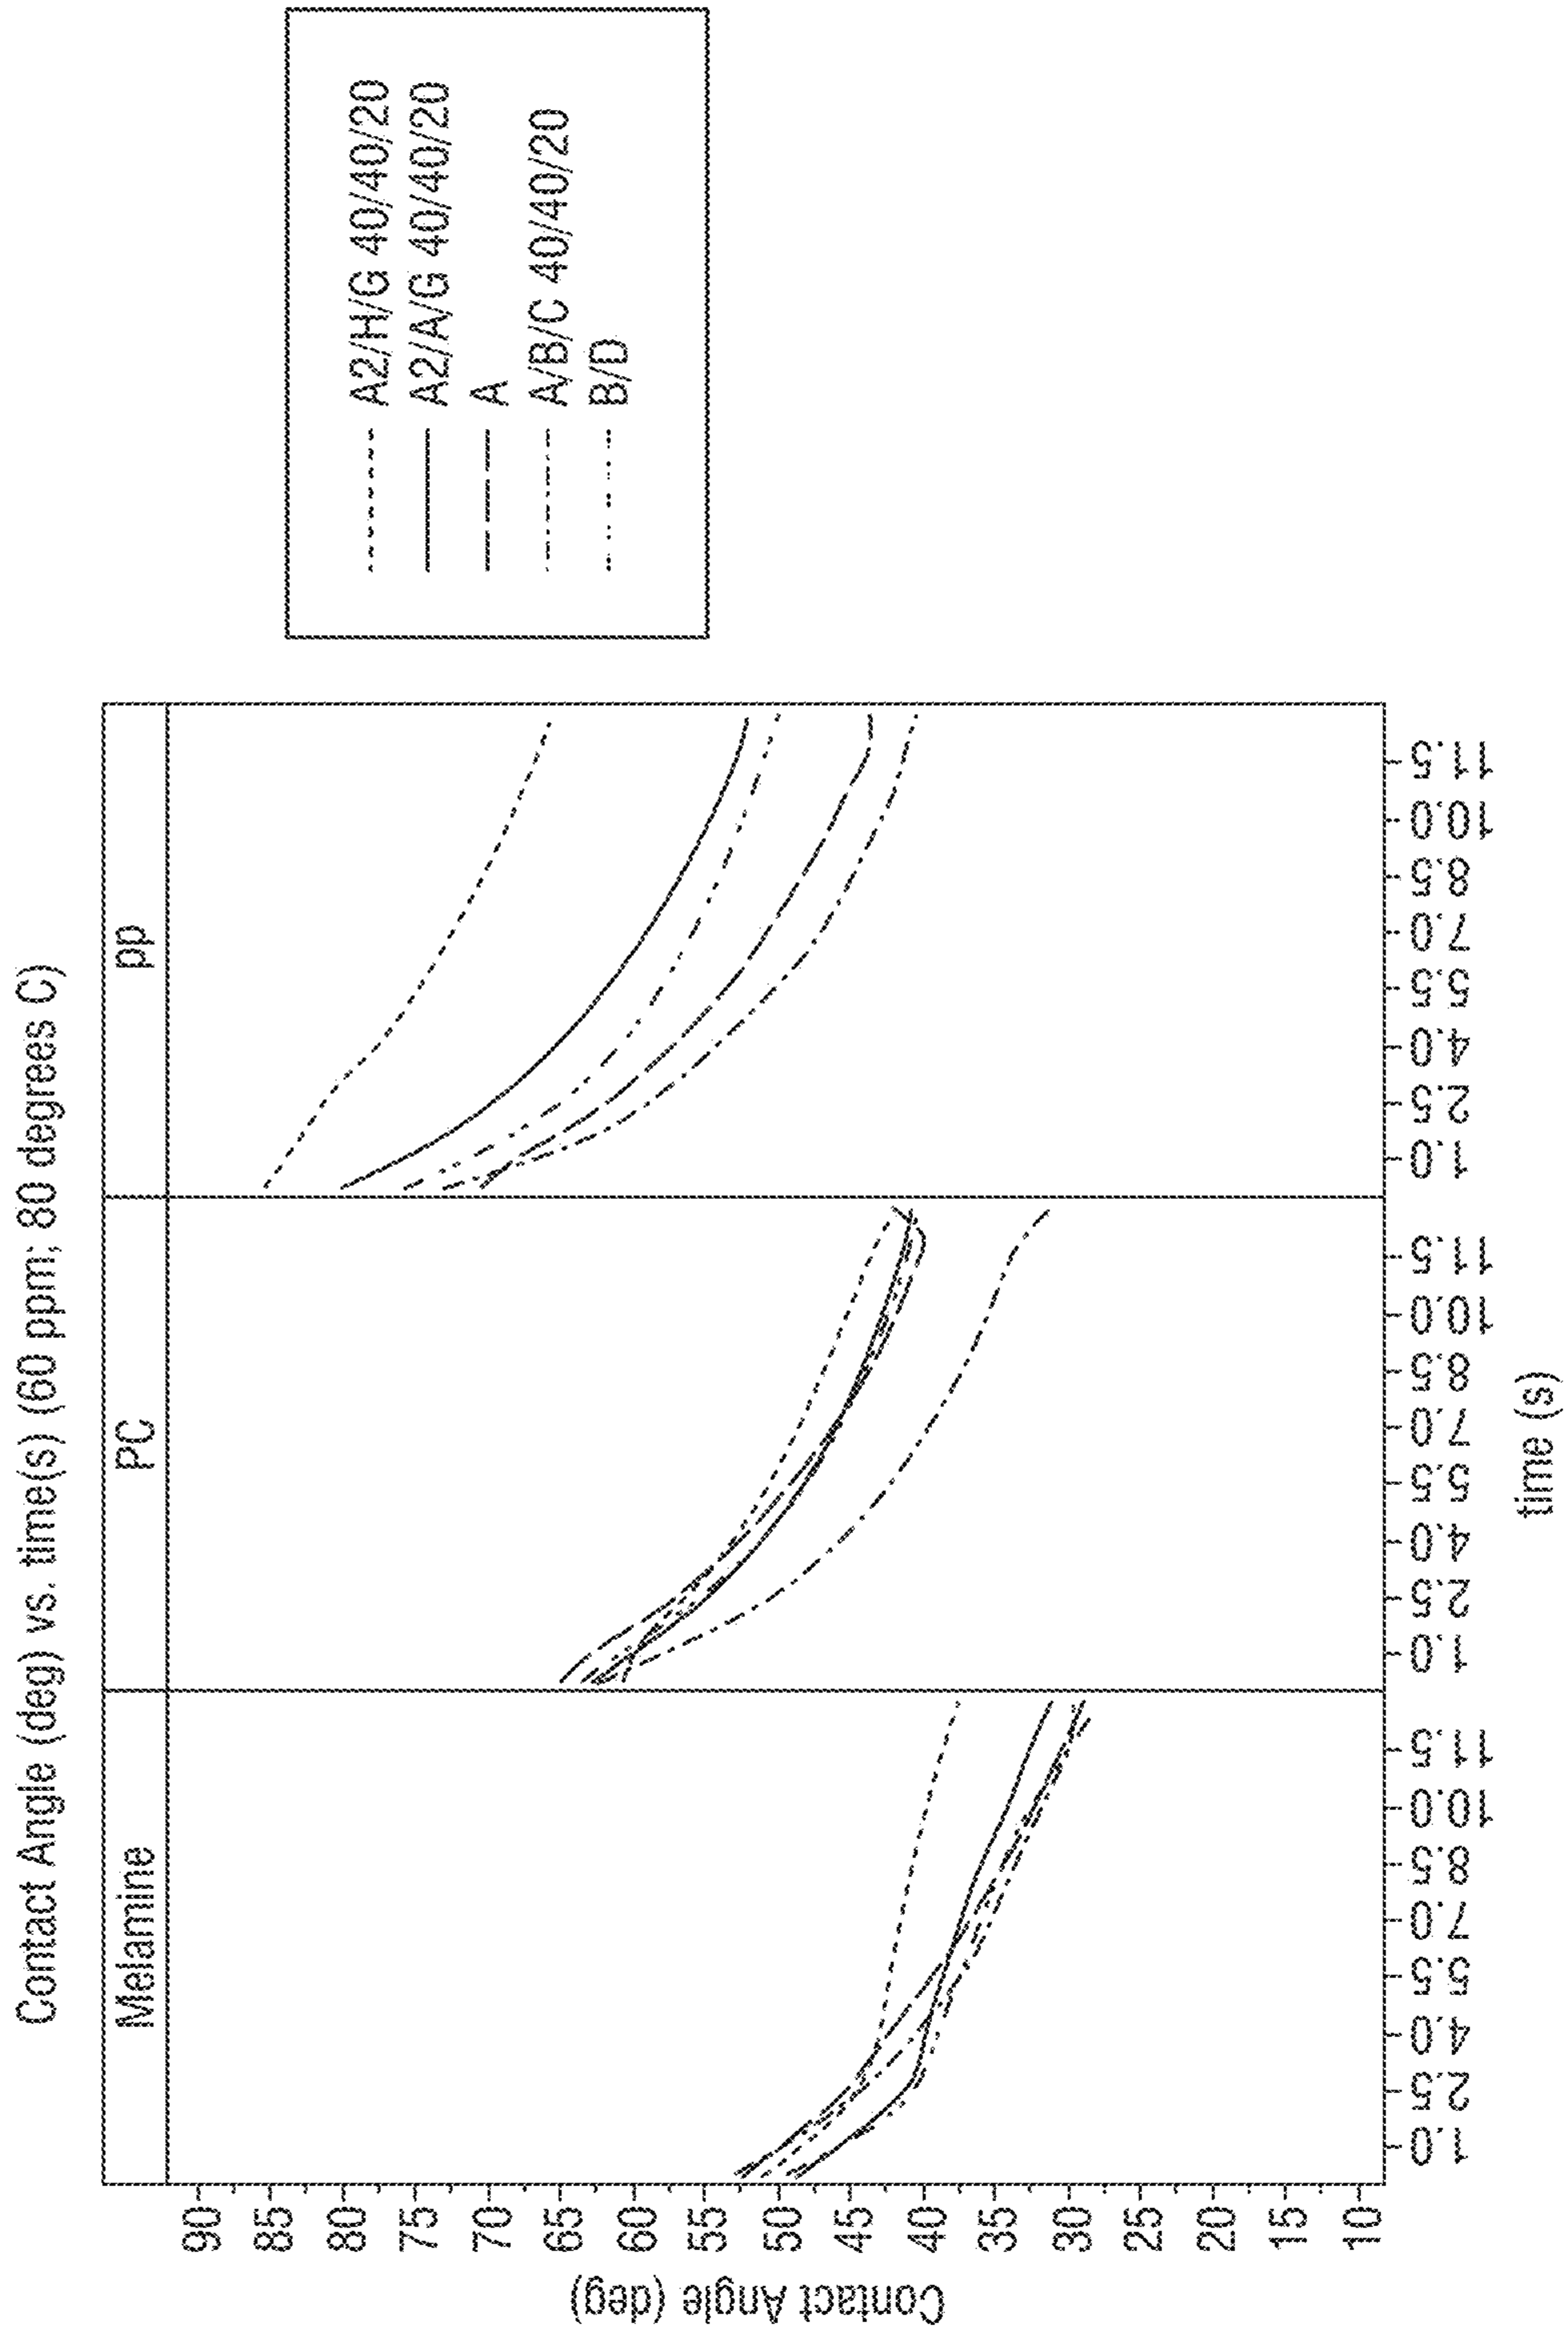 Contact Angle (deg) vs. time(s) (60 ppm; 80 degrees C)
Melamine
PC
pp
Contact Angle (deg)
90
85
80
75
70
65
60
55
50
45
40
35
30
25
20
15
10
1.0 2.5 4.0 5.5 7.0 8.5 10.0 11.5
1.0 2.5 4.0 5.5 7.0 8.5 10.0 11.5
1.0 2.5 4.0 5.5 7.0 8.5 10.0 11.5
time (s)
A2/H/G 40/40/20
A2/A/G 40/40/20
A
A/B/C 40/40/20
B/D